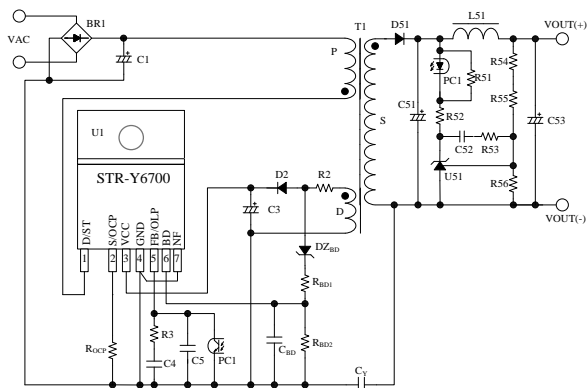 BR1
VAC
C1
T1
P
S
D
D51
L51
VOUT(+)
PC1
R51
R54
R55
C51
R52
C53
C52
R53
U51
R56
VOUT(-)
U1
STR-Y6700
D/ST
S/OCP
VCC
GND
FB/OLP
BD
NF
1
2
3
4
5
6
7
D2
R2
C3
DZBD
RBD1
ROCP
R3
C4
C5
PC1
CBD
RBD2
CY